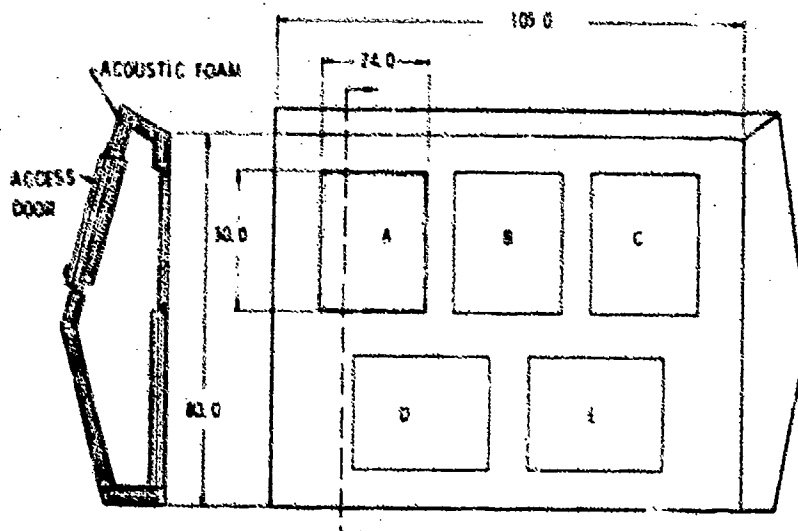 105.0
24.0
ACOUSTIC FOAM
ACCESS
DOOR
30.0
A
B
C
80.0
D
E